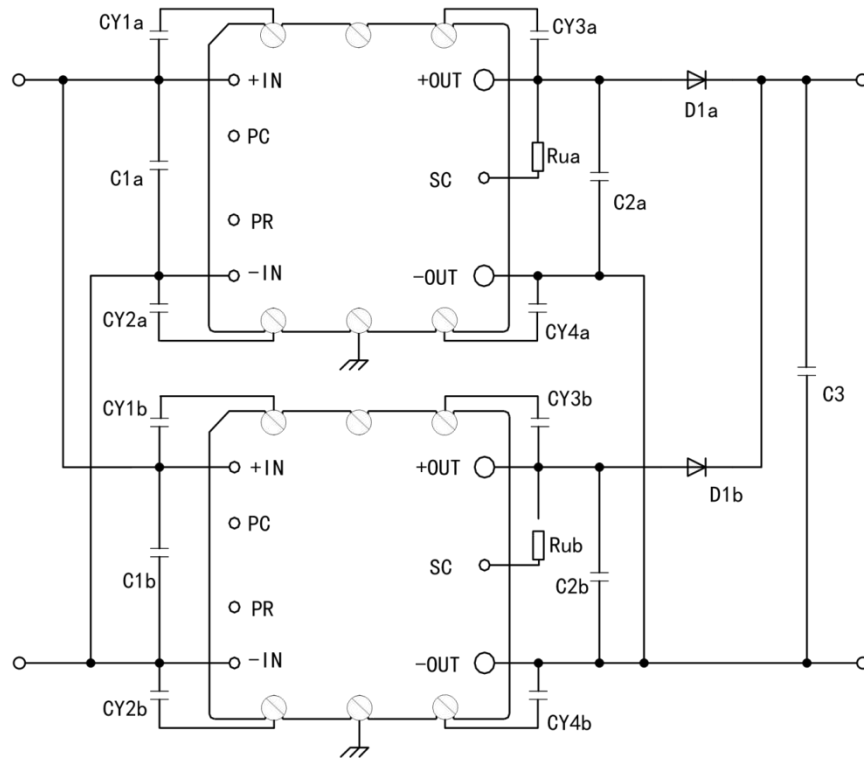 CY1a
CY3a
+IN
+OUT
D1a
PC
Rua
C1a
SC
C2a
PR
-IN
-OUT
CY2a
CY4a
C3
CY1b
CY3b
+IN
+OUT
D1b
PC
Rub
C1b
SC
C2b
PR
-IN
-OUT
CY2b
CY4b